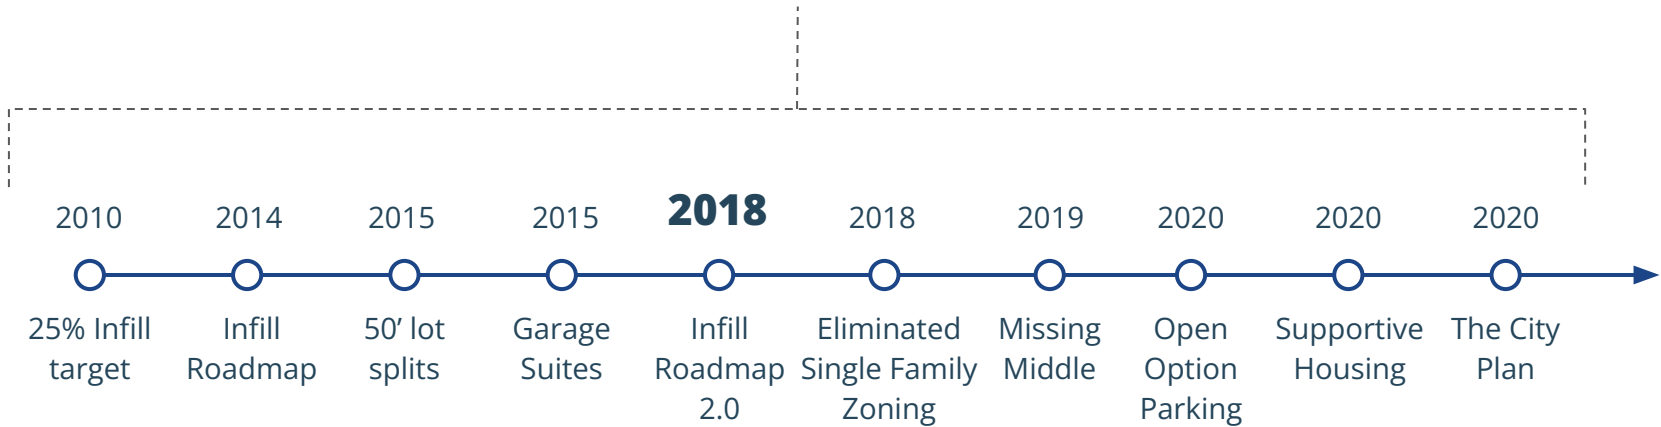 2010 2014 2015 2015 2018 2018 2019 2020 2020 2020
25% Infill
target
Infill
Roadmap
50’ lot
splits
Garage
Suites
Infill
Roadmap
2.0
Eliminated
Single Family
Zoning
Missing
Middle
Open
Option
Parking
Supportive
Housing
The City
Plan